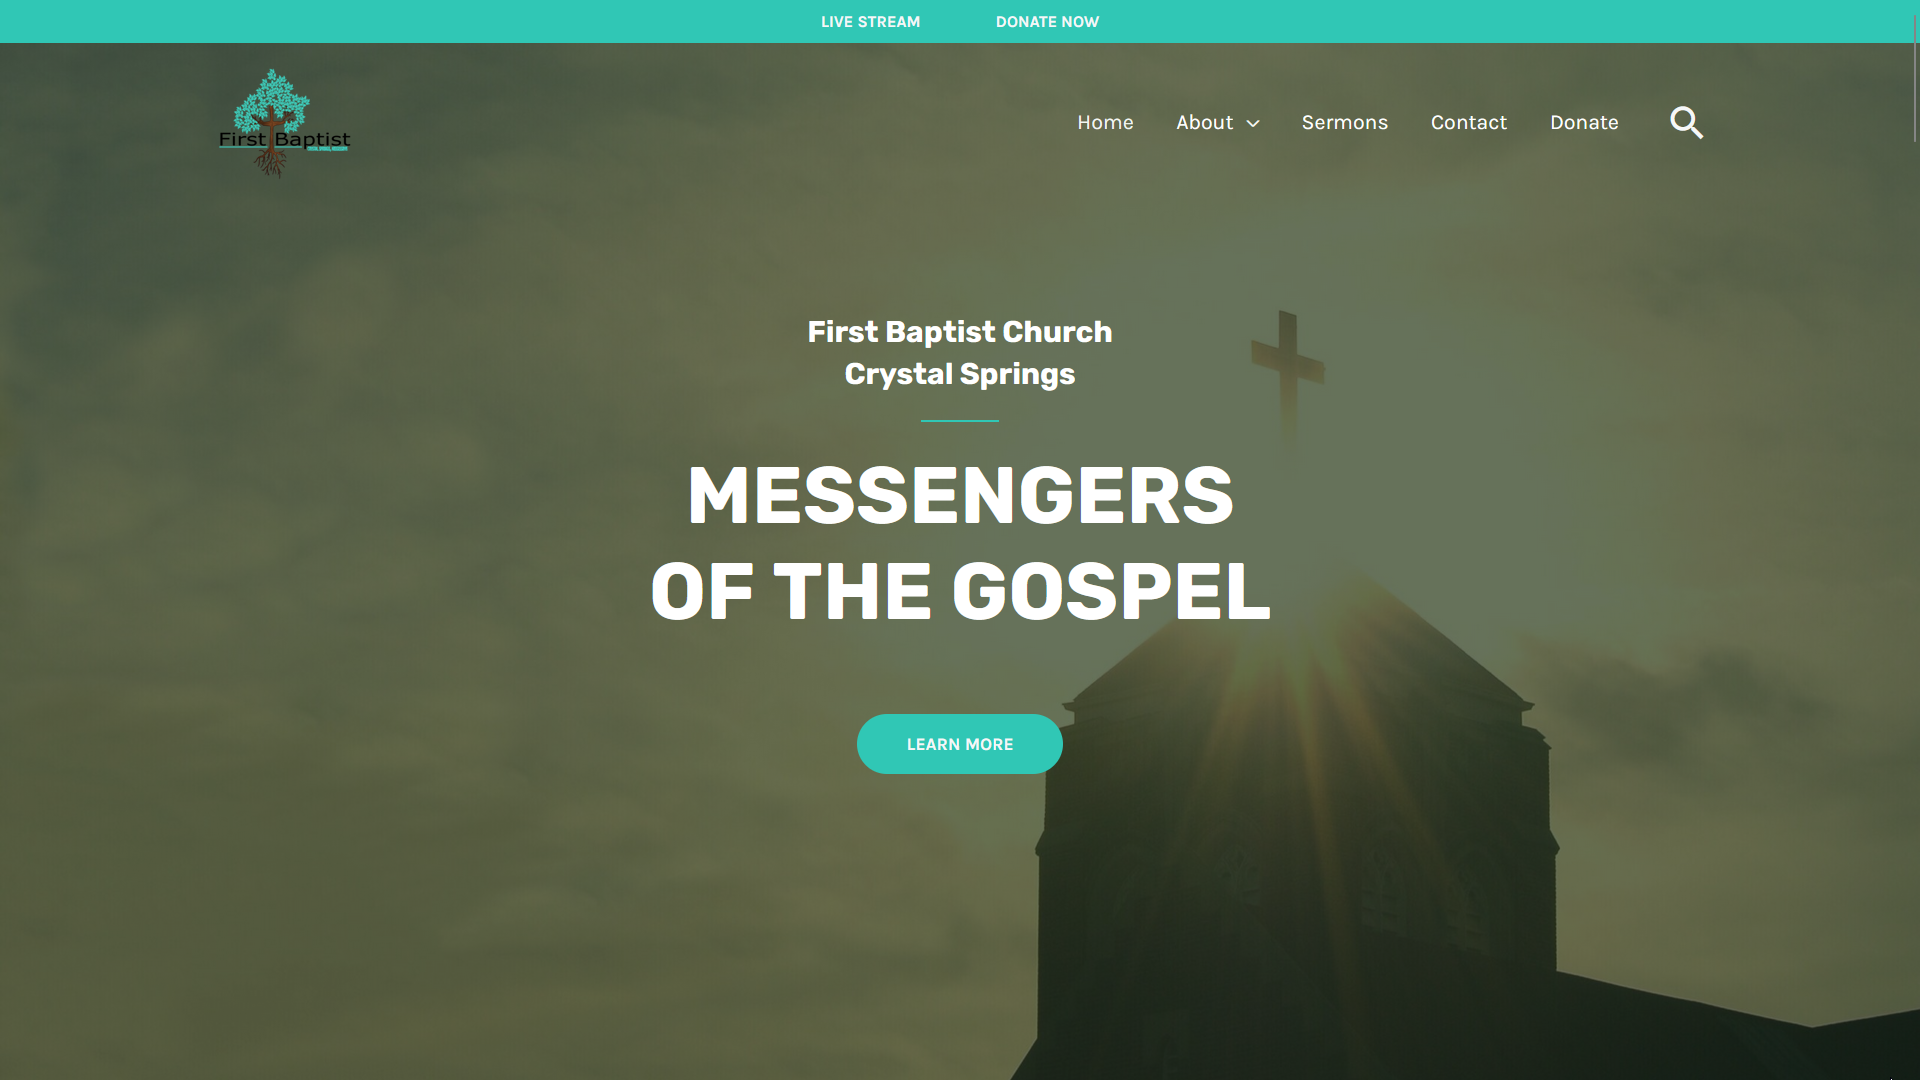 LIVE STREAM DONATE NOW
First Baptist
Home About Sermons Contact Donate
First Baptist Church
Crystal Springs
MESSENGERS
OF THE GOSPEL
LEARN MORE